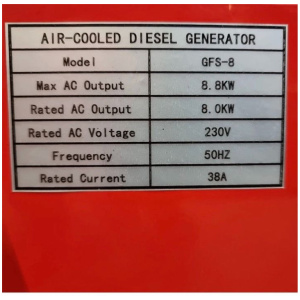 AIR-COOLED DIESEL GENERATOR
Model GFS-8
Max AC Output 8.8KW
Rated AC Output 8.0KW
Rated AC Voltage 230V
Frequency 50HZ
Rated Current 38A